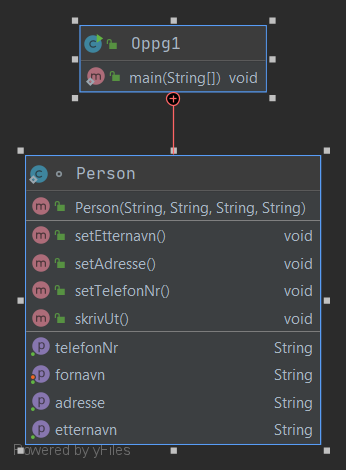 Oppg1
main(String[]) void
Person
Person(String, String, String, String)
setEtternavn() void
setAdresse() void
setTelefonNr() void
skrivUt() void
telefonNr String
fornavn String
adresse String
etternavn String
Powered by yFiles